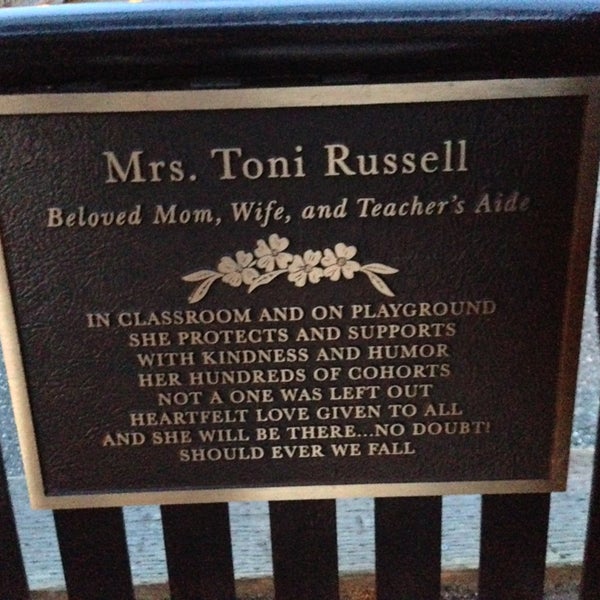 Mrs. Toni Russell
Beloved Mom, Wife, and Teacher's Aide
IN CLASSROOM AND ON PLAYGROUND
SHE PROTECTS AND SUPPORTS
WITH KINDNESS AND HUMOR
HER HUNDREDS OF COHORTS
NOT A ONE WAS LEFT OUT
HEARTFELT LOVE GIVEN TO ALL
AND SHE WILL BE THERE...NO DOUBT!
SHOULD EVER WE FALL